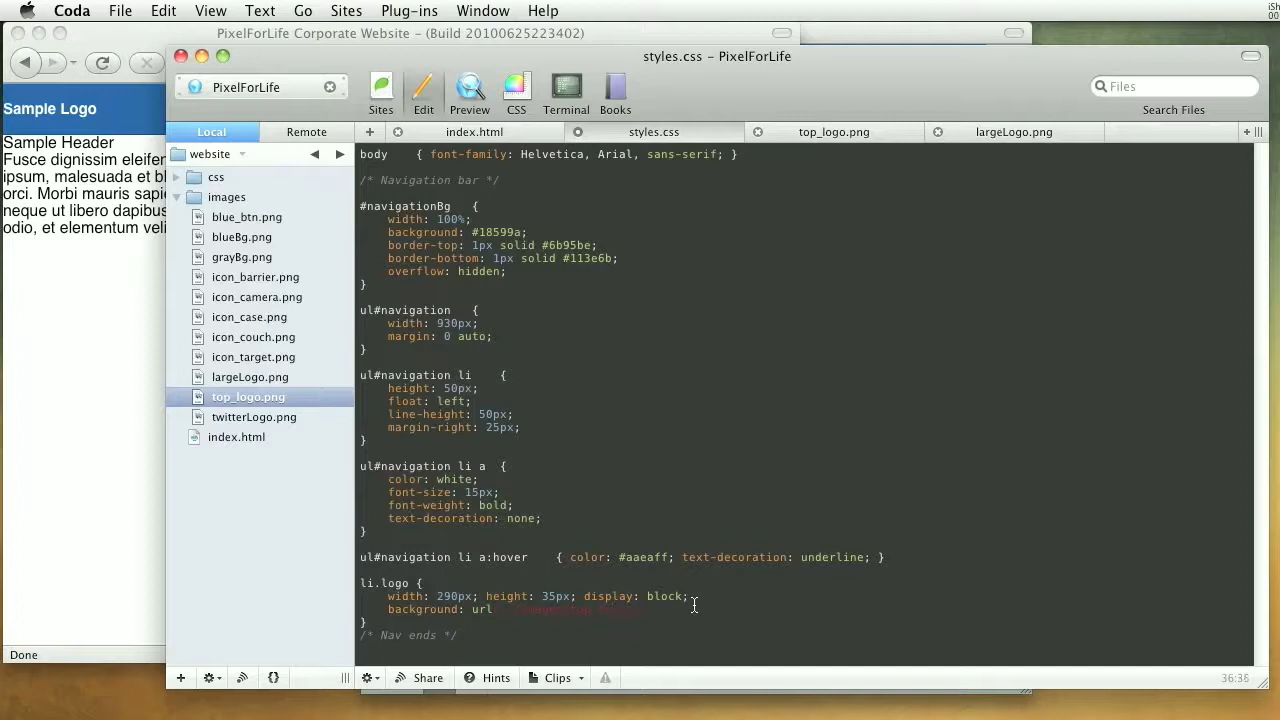 Coda File Edit View Text Go Sites Plug-ins Window Help
PixelForLife Corporate Website – (Build 20100625223402)
styles.css – PixelForLife
PixelForLife
Sites Edit Preview CSS Terminal Books
Files
Search Files
Local Remote
index.html styles.css top_logo.png largeLogo.png
website
css
images
blue_btn.png
blueBg.png
grayBg.png
icon_barrier.png
icon_camera.png
icon_case.png
icon_couch.png
icon_target.png
largeLogo.png
top_logo.png
twitterLogo.png
index.html
Sample Logo
Sample Header
Fusce dignissim eleifen
ipsum, malesuada et bl
orci. Morbi mauris sapie
neque ut libero dapibus
odio, et elementum veli
Done
body { font-family: Helvetica, Arial, sans-serif; }
/* Navigation bar */
#navigationBg {
width: 100%;
background: #18599a;
border-top: 1px solid #6b95be;
border-bottom: 1px solid #113e6b;
overflow: hidden;
}
ul#navigation {
width: 930px;
margin: 0 auto;
}
ul#navigation li {
height: 50px;
float: left;
line-height: 50px;
margin-right: 25px;
}
ul#navigation li a {
color: white;
font-size: 15px;
font-weight: bold;
text-decoration: none;
}
ul#navigation li a:hover { color: #aaeaff; text-decoration: underline; }
li.logo {
width: 290px; height: 35px; display: block;
background: url
}
/* Nav ends */
Share Hints Clips
36:38